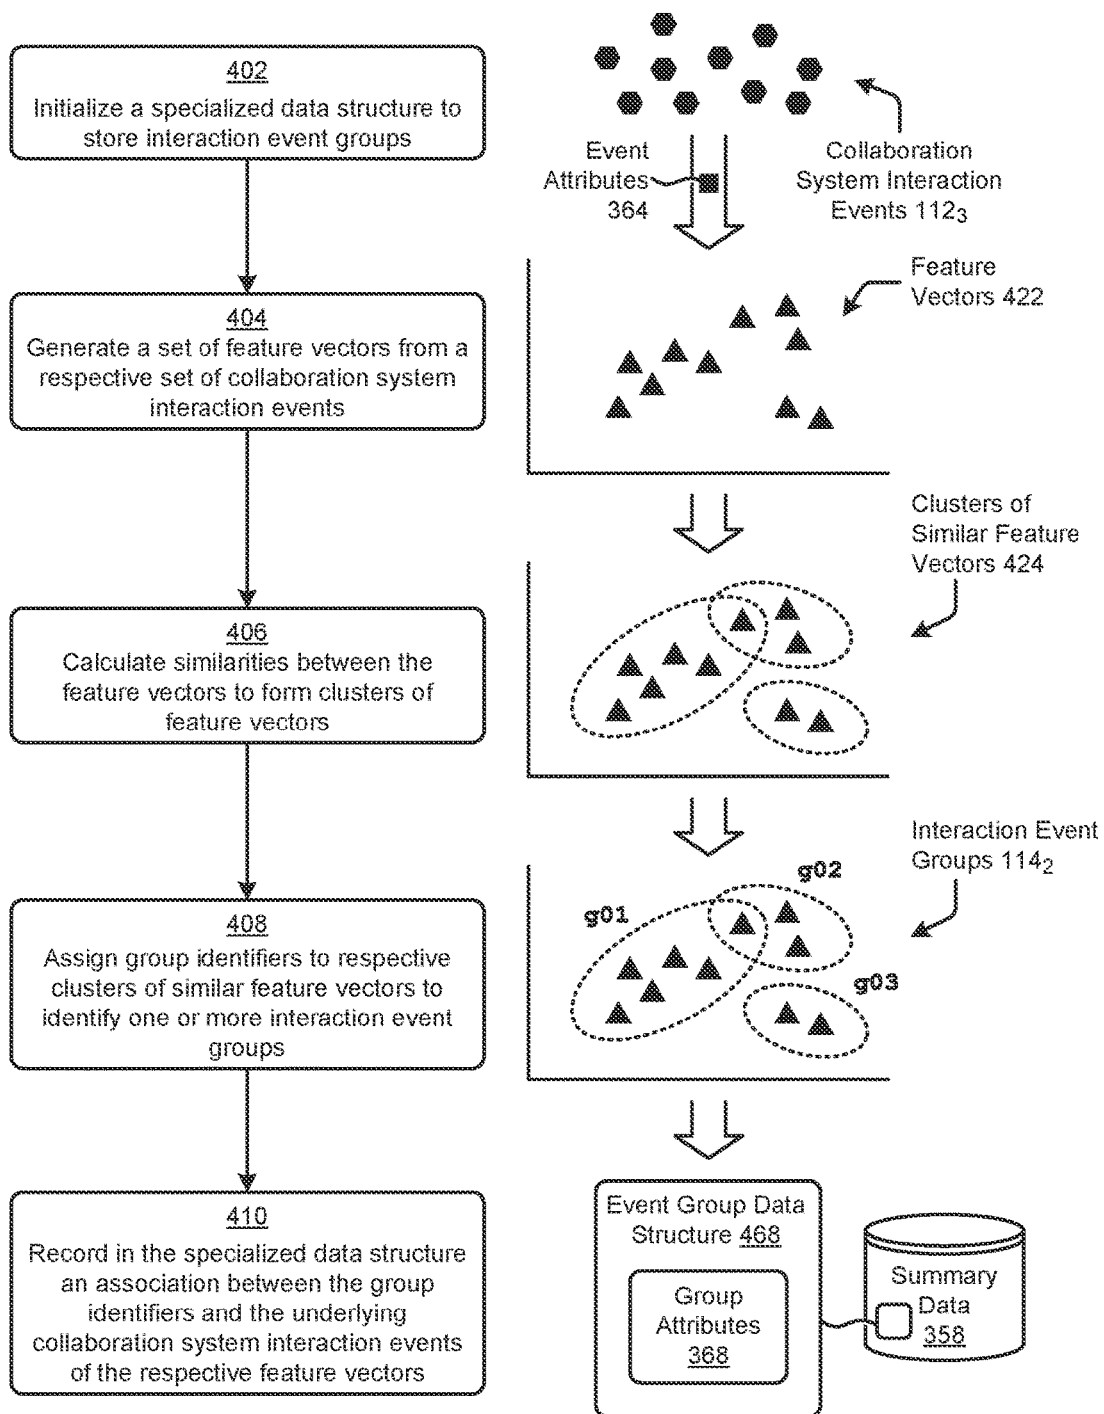 402
Initialize a specialized data structure to
store interaction event groups
404
Generate a set of feature vectors from a
respective set of collaboration system
interaction events
406
Calculate similarities between the
feature vectors to form clusters of
feature vectors
408
Assign group identifiers to respective
clusters of similar feature vectors to
identify one or more interaction event
groups
410
Record in the specialized data structure
an association between the group
identifiers and the underlying
collaboration system interaction events
of the respective feature vectors
Event
Attributes
364
Collaboration
System Interaction
Events 112₃
Feature
Vectors 422
Clusters of
Similar Feature
Vectors 424
Interaction Event
Groups 114₂
g01
g02
g03
Event Group Data
Structure 468
Group
Attributes
368
Summary
Data
358